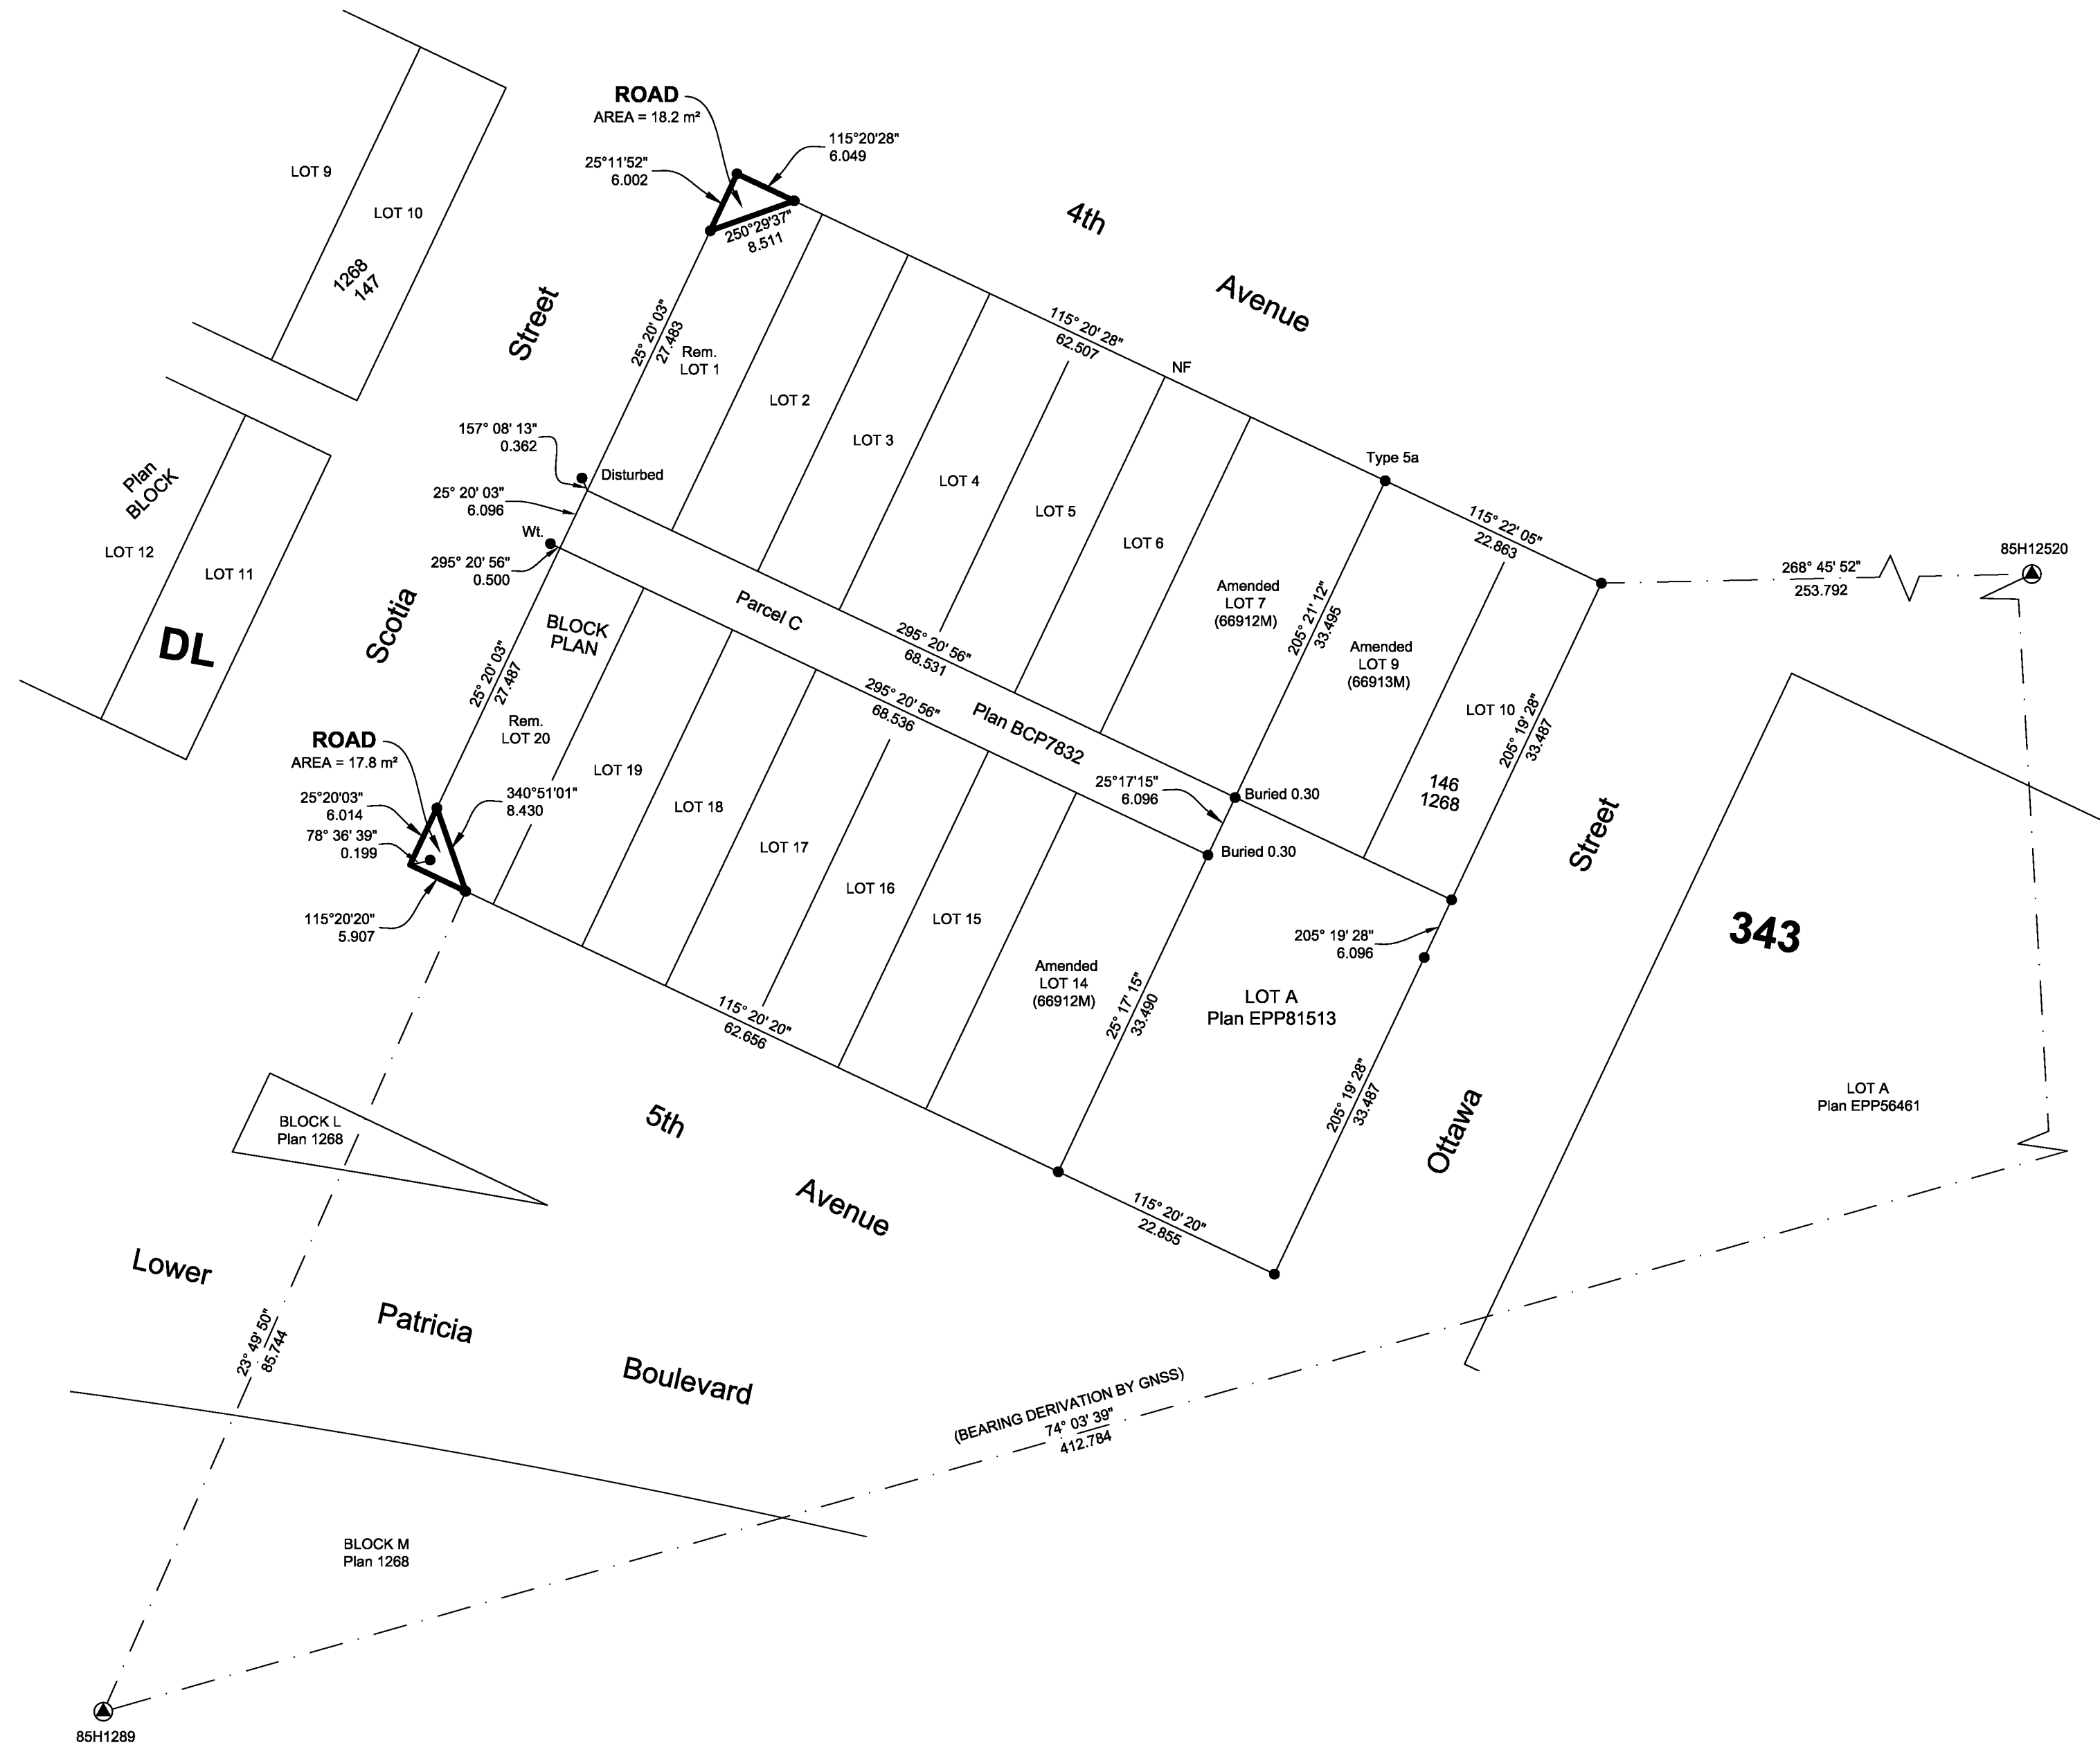 ROAD
AREA = 18.2 m²
115°20'28"
6.049
25°11'52"
6.002
250°29'37"
8.511
LOT 9
LOT 10
1268
147
4th
Avenue
Street
25° 20' 03"
27.483
Rem.
LOT 1
LOT 2
LOT 3
LOT 4
LOT 5
LOT 6
115° 20' 28"
62.507
NF
Type 5a
115° 22' 05"
22.863
268° 45' 52"
253.792
85H12520
157° 08' 13"
0.362
Disturbed
25° 20' 03"
6.096
Wt.
295° 20' 56"
0.500
Plan
BLOCK
LOT 12
LOT 11
DL
Scotia
BLOCK
PLAN
Parcel C
295° 20' 56"
68.531
Amended
LOT 7
(66912M)
205° 21' 12"
33.495
Amended
LOT 9
(66913M)
LOT 10
205° 19' 28"
33.487
25° 20' 03"
27.487
Rem.
LOT 20
295° 20' 56"
68.536
Plan BCP7832
ROAD
AREA = 17.8 m²
25°20'03"
6.014
78° 36' 39"
0.199
340°51'01"
8.430
115°20'20"
5.907
LOT 19
LOT 18
LOT 17
LOT 16
LOT 15
25°17'15"
6.096
Buried 0.30
Buried 0.30
146
1268
Street
343
205° 19' 28"
6.096
Amended
LOT 14
(66912M)
25° 17' 15"
33.490
LOT A
Plan EPP81513
115° 20' 20"
62.656
205° 19' 28"
33.487
Ottawa
LOT A
Plan EPP56461
BLOCK L
Plan 1268
5th
Avenue
115° 20' 20"
22.855
Lower
Patricia
Boulevard
23° 49' 50"
85.744
(BEARING DERIVATION BY GNSS)
74° 03' 39"
412.784
BLOCK M
Plan 1268
85H1289